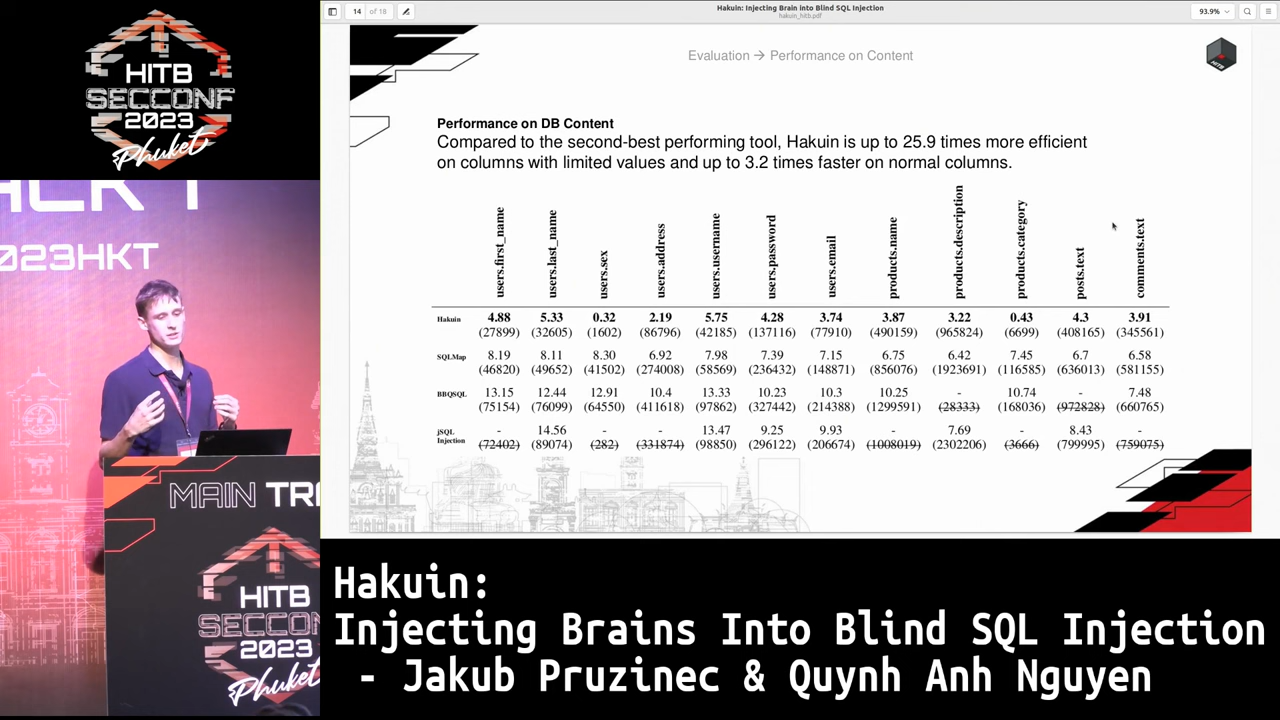 HITB
SECCONF
2023
Phuket
ACK I
2023HKT
MAIN TRA
HITB
SECCON
2023
Phuket
14 of 18
Hakuin: Injecting Brain into Blind SQL Injection
hakuin_hitb.pdf
93.9%
Evaluation → Performance on Content
HITB
Performance on DB Content
Compared to the second-best performing tool, Hakuin is up to 25.9 times more efficient
on columns with limited values and up to 3.2 times faster on normal columns.
users.first_name users.last_name users.sex users.address users.username users.password users.email products.name products.description products.category posts.text comments.text
Hakuin 4.88 5.33 0.32 2.19 5.75 4.28 3.74 3.87 3.22 0.43 4.3 3.91
(27899) (32605) (1602) (86796) (42185) (137116) (77910) (490159) (965824) (6699) (408165) (345561)
SQLMap 8.19 8.11 8.30 6.92 7.98 7.39 7.15 6.75 6.42 7.45 6.7 6.58
(46820) (49652) (41502) (274008) (58569) (236432) (148871) (856076) (1923691) (116585) (636013) (581155)
BBQSQL 13.15 12.44 12.91 10.4 13.33 10.23 10.3 10.25 - 10.74 - 7.48
(75154) (76099) (64550) (411618) (97862) (327442) (214388) (1299591) (28333) (168036) (972828) (660765)
jSQL - 14.56 - - 13.47 9.25 9.93 - 7.69 - 8.43 -
Injection (72402) (89074) (282) (331874) (98850) (296122) (206674) (1008019) (2302206) (3666) (799995) (759075)
Hakuin:
Injecting Brains Into Blind SQL Injection
- Jakub Pruzinec & Quynh Anh Nguyen